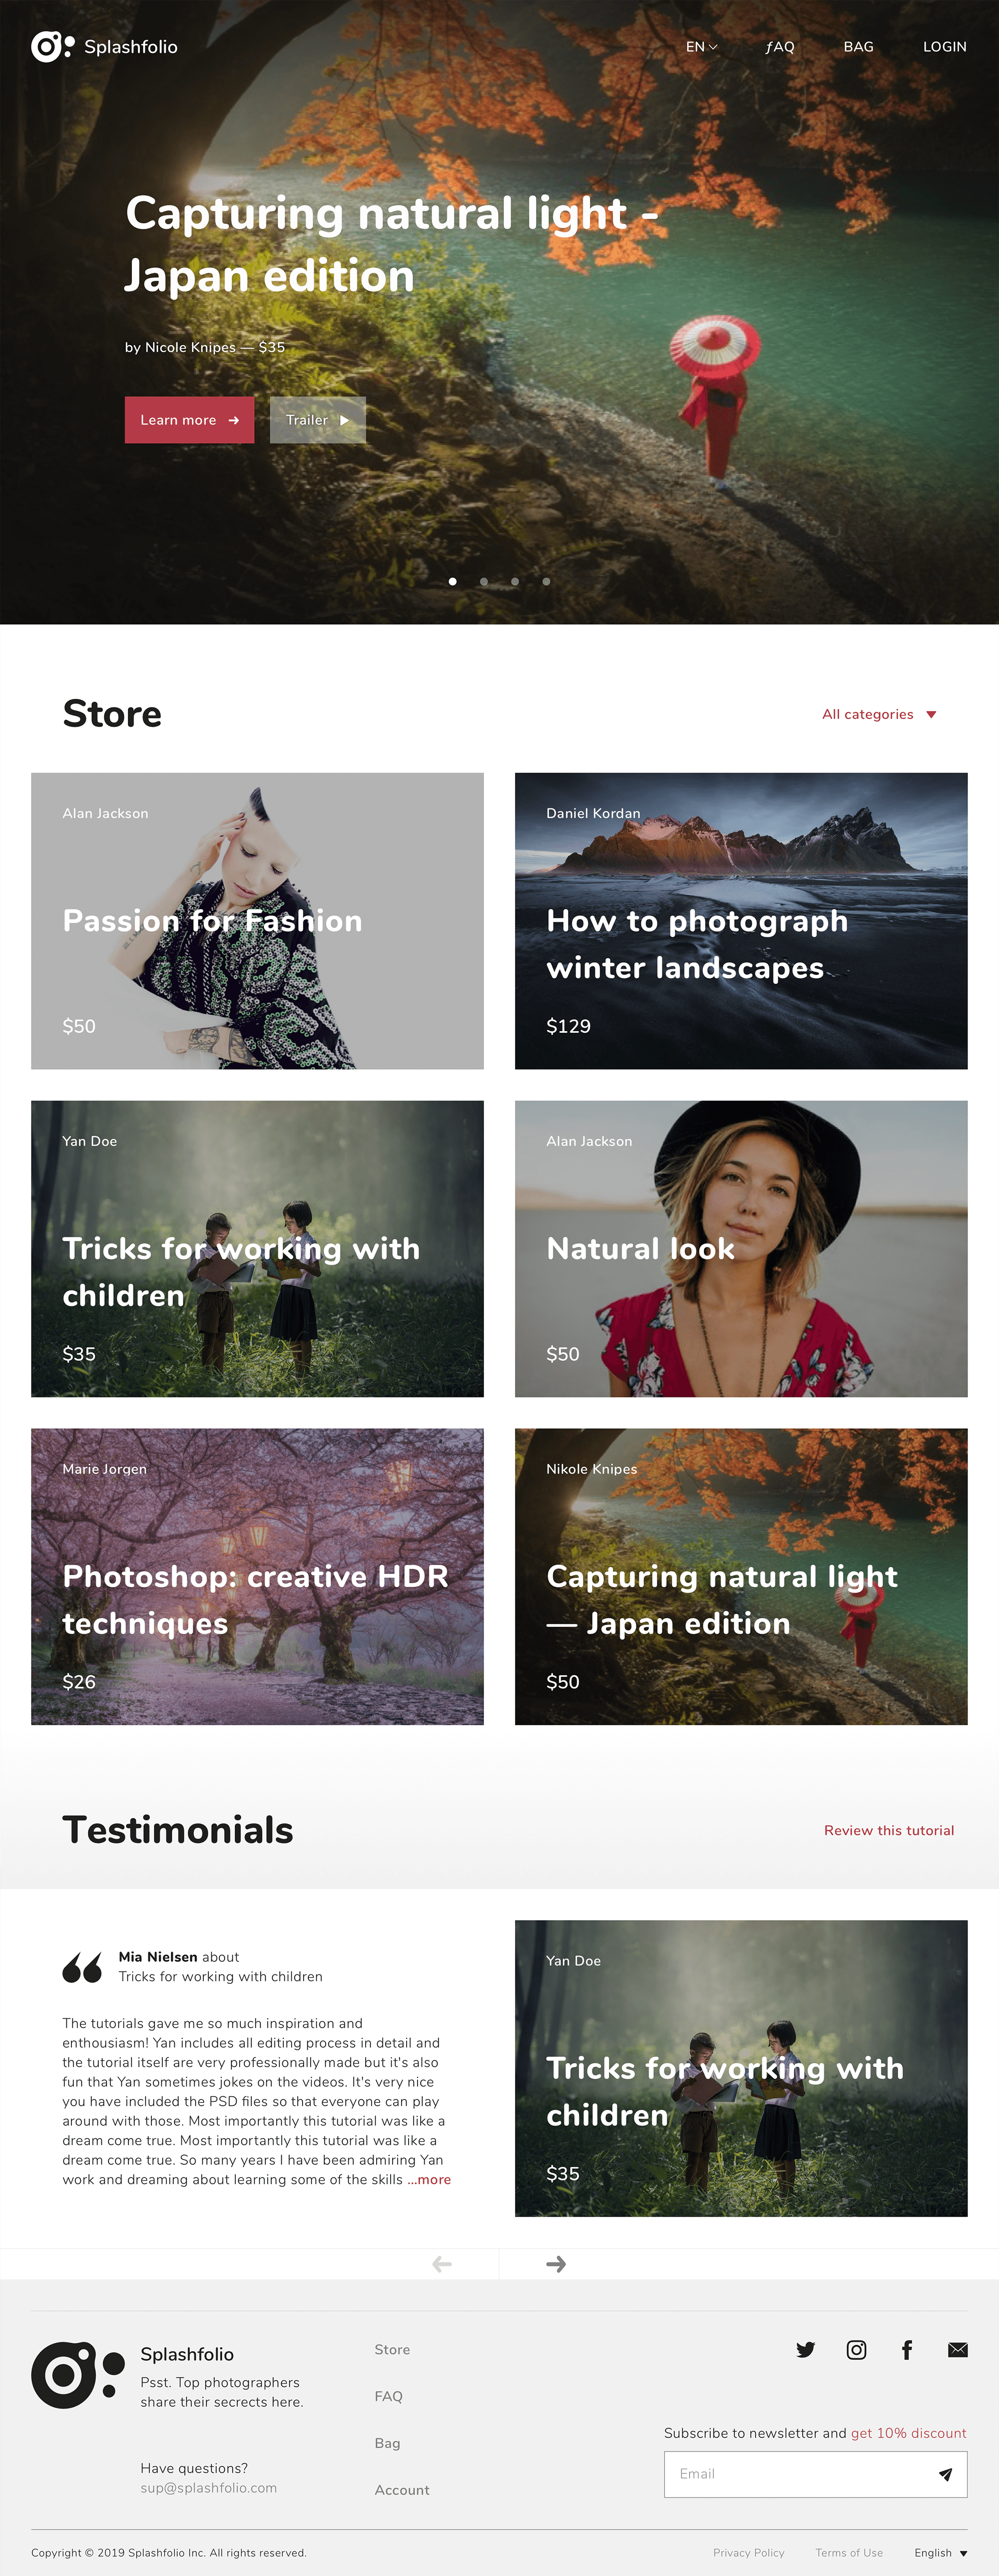 Splashfolio
EN
ƒAQ
BAG
LOGIN
Capturing natural light -
Japan edition
by Nicole Knipes — $35
Learn more
Trailer
Store
All categories
Alan Jackson
Passion for Fashion
$50
Daniel Kordan
How to photograph
winter landscapes
$129
Yan Doe
Tricks for working with
children
$35
Alan Jackson
Natural look
$50
Marie Jorgen
Photoshop: creative HDR
techniques
$26
Nikole Knipes
Capturing natural light
— Japan edition
$50
Testimonials
Review this tutorial
Mia Nielsen about
Tricks for working with children
The tutorials gave me so much inspiration and
enthusiasm! Yan includes all editing process in detail and
the tutorial itself are very professionally made but it's also
fun that Yan sometimes jokes on the videos. It's very nice
you have included the PSD files so that everyone can play
around with those. Most importantly this tutorial was like a
dream come true. Most importantly this tutorial was like a
dream come true. So many years I have been admiring Yan
work and dreaming about learning some of the skills ...more
Yan Doe
Tricks for working with
children
$35
Splashfolio
Psst. Top photographers
share their secrects here.
Have questions?
sup@splashfolio.com
Store
FAQ
Bag
Account
Subscribe to newsletter and get 10% discount
Email
Copyright © 2019 Splashfolio Inc. All rights reserved.
Privacy Policy
Terms of Use
English